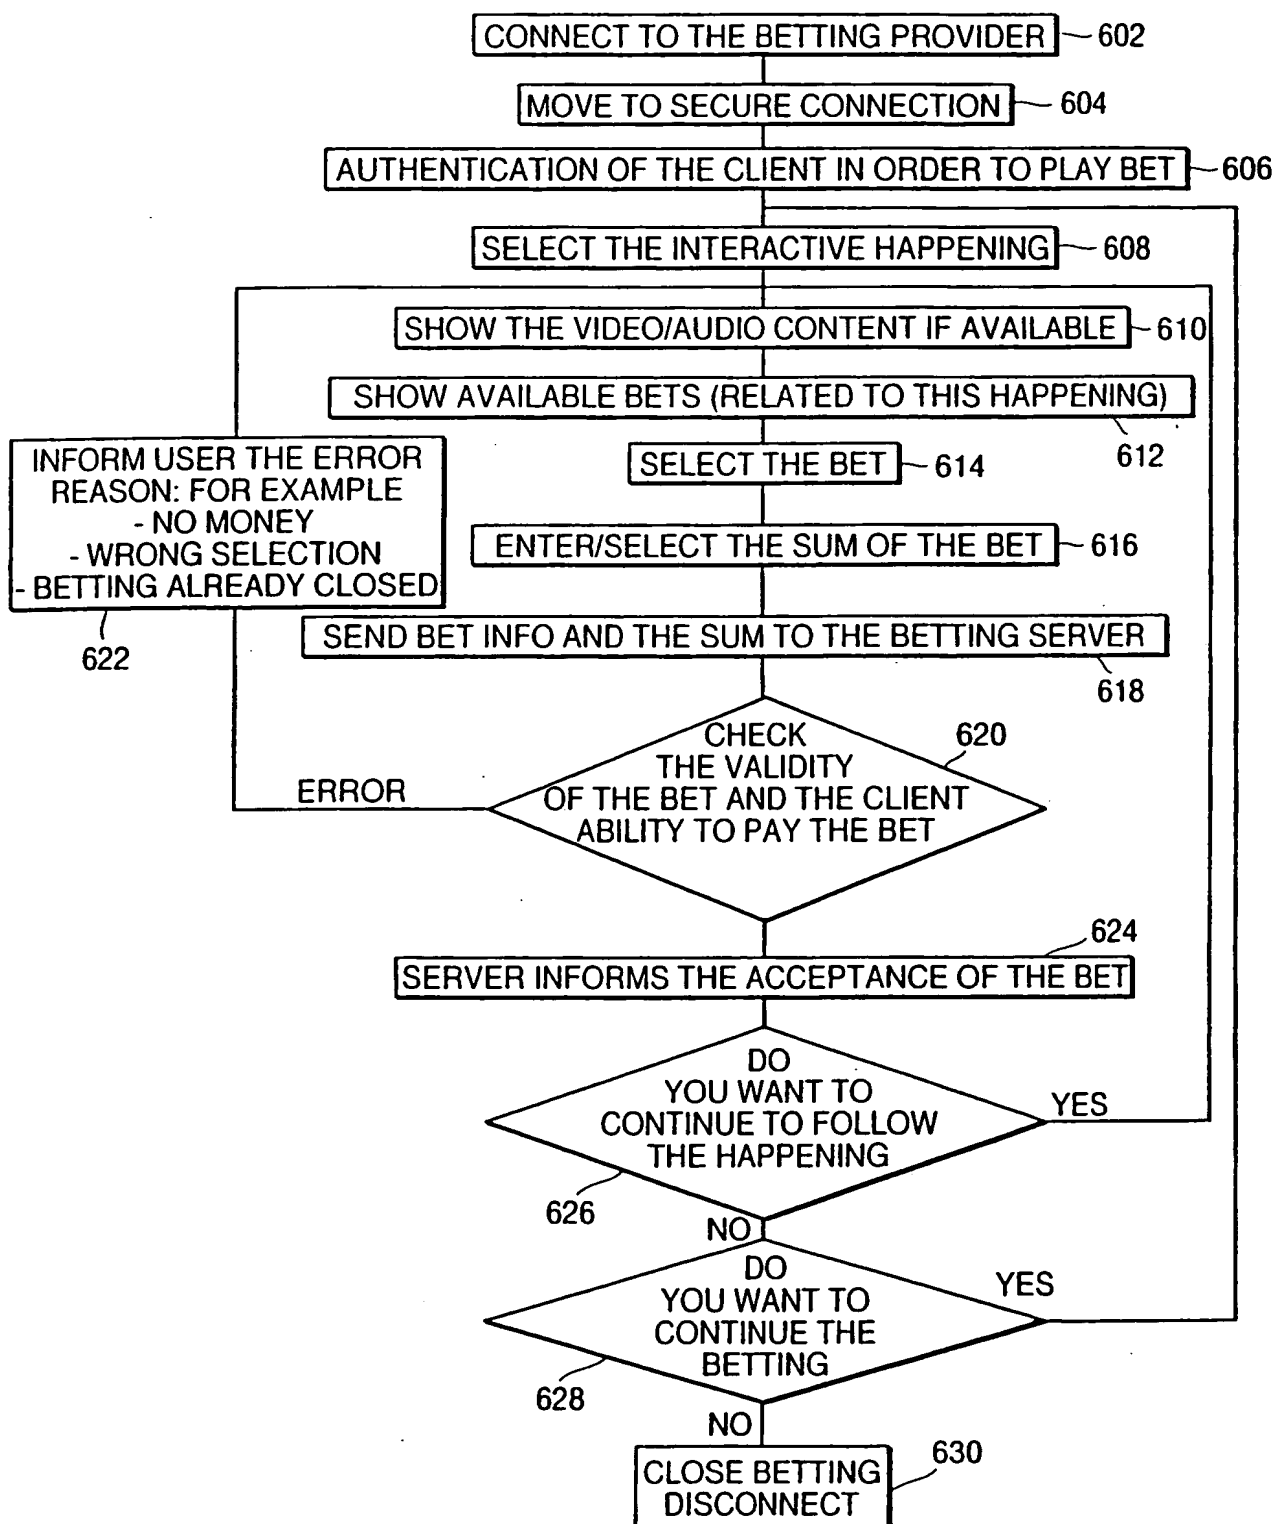 CONNECT TO THE BETTING PROVIDER
602
MOVE TO SECURE CONNECTION
604
AUTHENTICATION OF THE CLIENT IN ORDER TO PLAY BET
606
SELECT THE INTERACTIVE HAPPENING
608
SHOW THE VIDEO/AUDIO CONTENT IF AVAILABLE
610
SHOW AVAILABLE BETS (RELATED TO THIS HAPPENING)
612
INFORM USER THE ERROR
REASON: FOR EXAMPLE
- NO MONEY
- WRONG SELECTION
- BETTING ALREADY CLOSED
622
SELECT THE BET
614
ENTER/SELECT THE SUM OF THE BET
616
SEND BET INFO AND THE SUM TO THE BETTING SERVER
618
CHECK
THE VALIDITY
OF THE BET AND THE CLIENT
ABILITY TO PAY THE BET
620
ERROR
624
SERVER INFORMS THE ACCEPTANCE OF THE BET
DO
YOU WANT TO
CONTINUE TO FOLLOW
THE HAPPENING
YES
626
NO
DO
YOU WANT TO
CONTINUE THE
BETTING
YES
628
NO
CLOSE BETTING
DISCONNECT
630